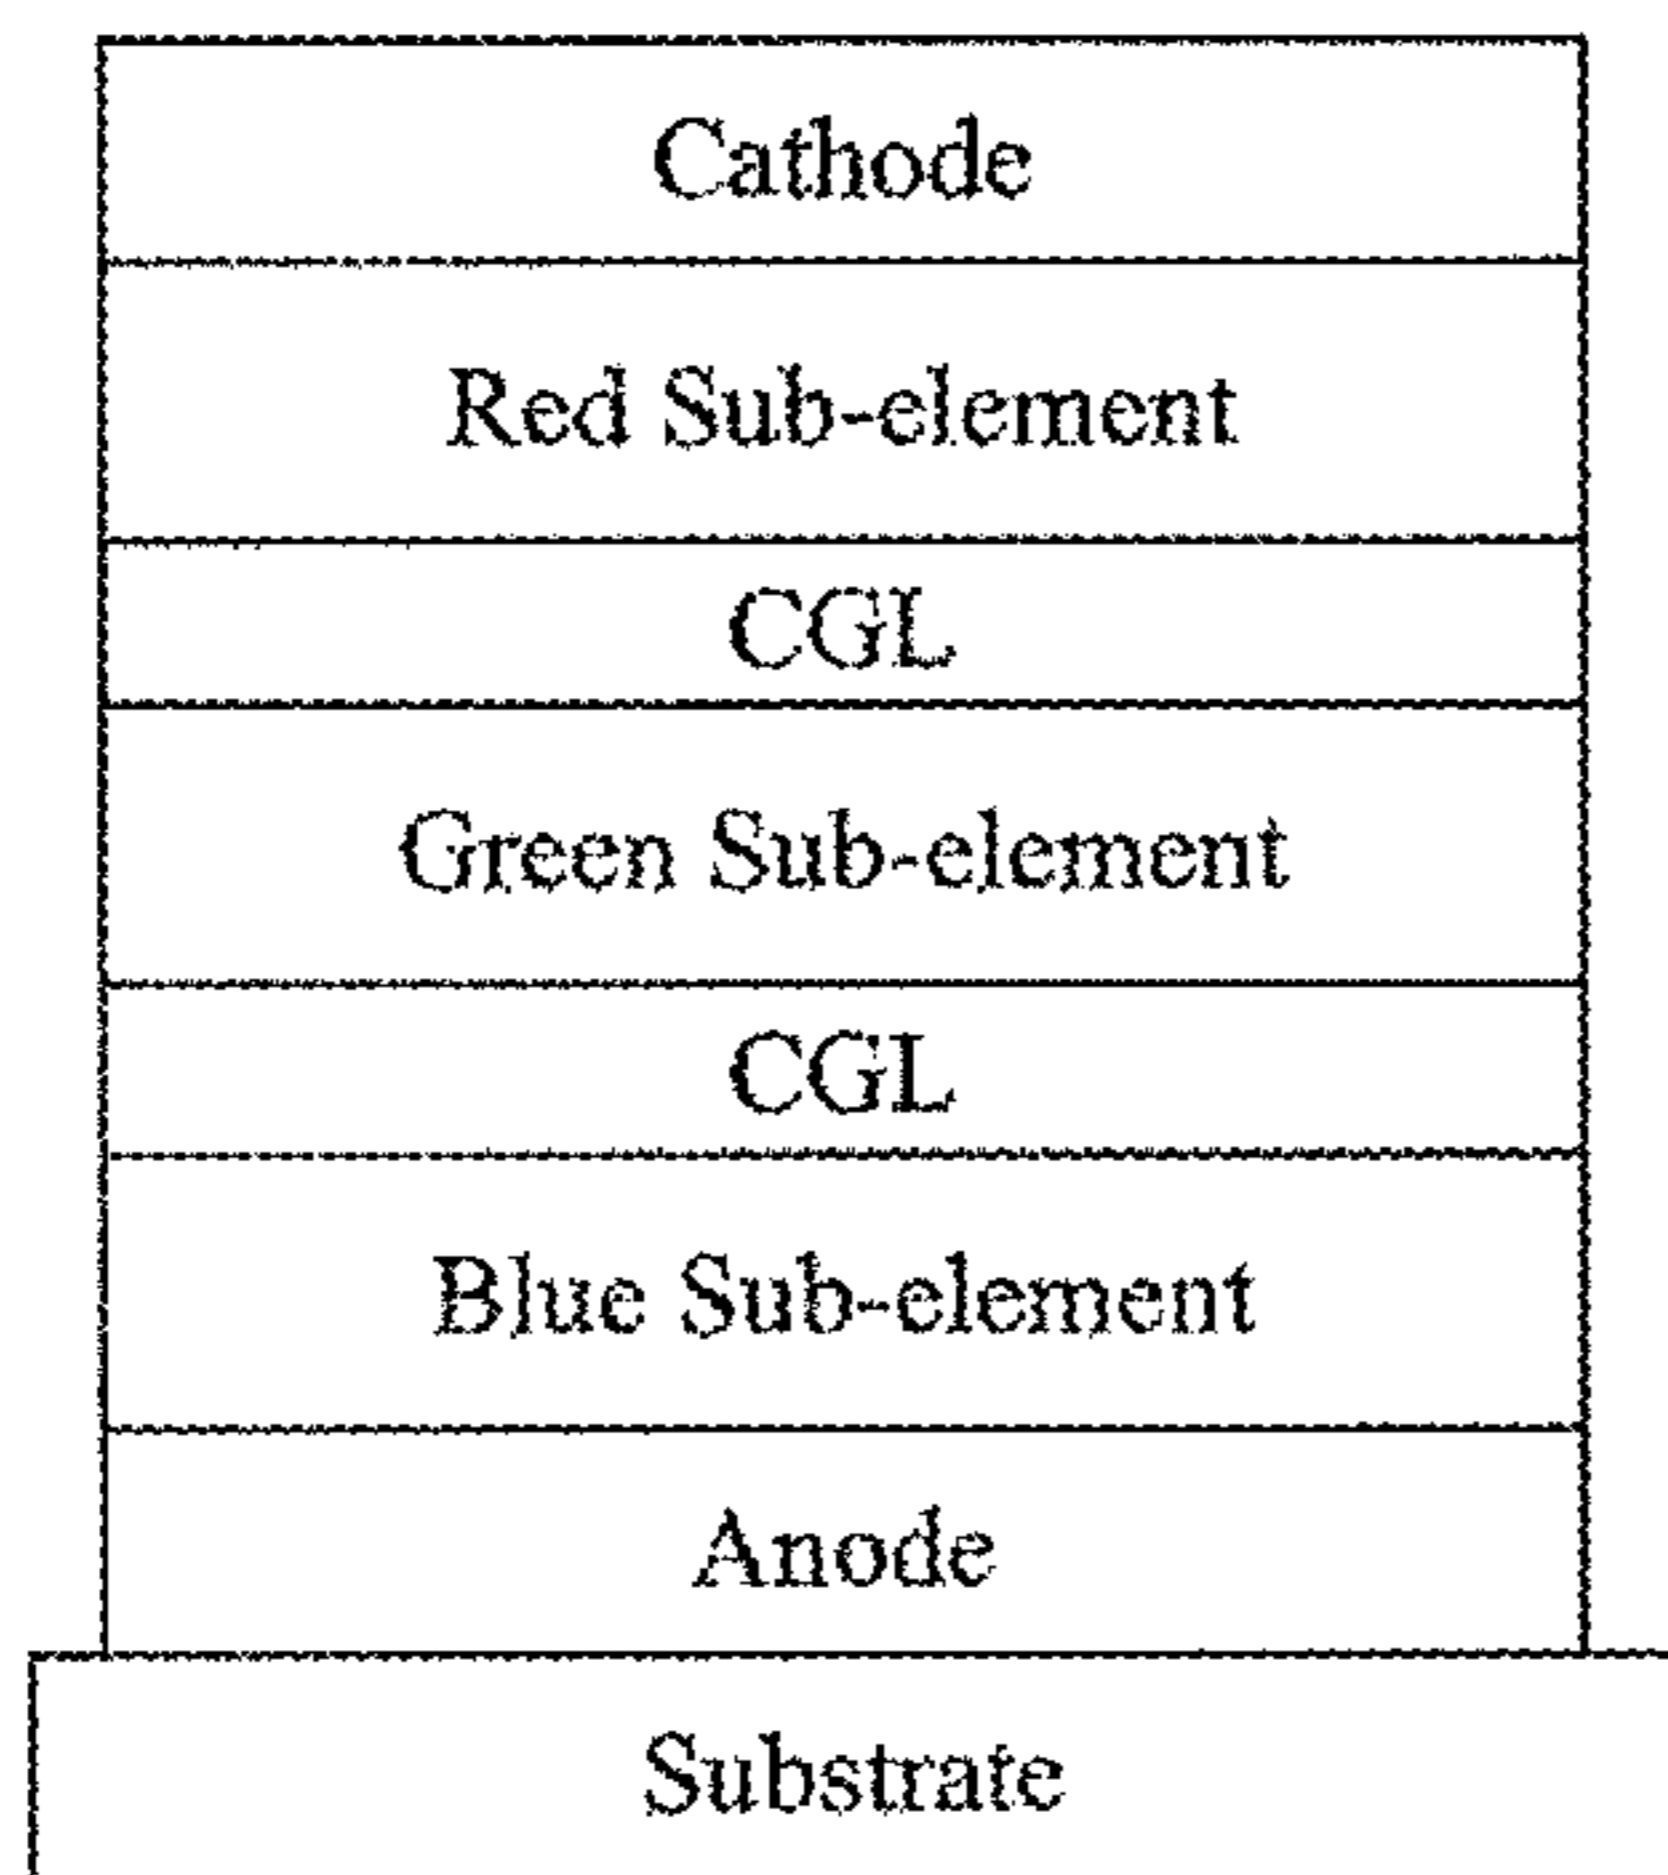 Cathode
Red Sub-element
CGL
Green Sub-element
CGL
Blue Sub-element
Anode
Substrate